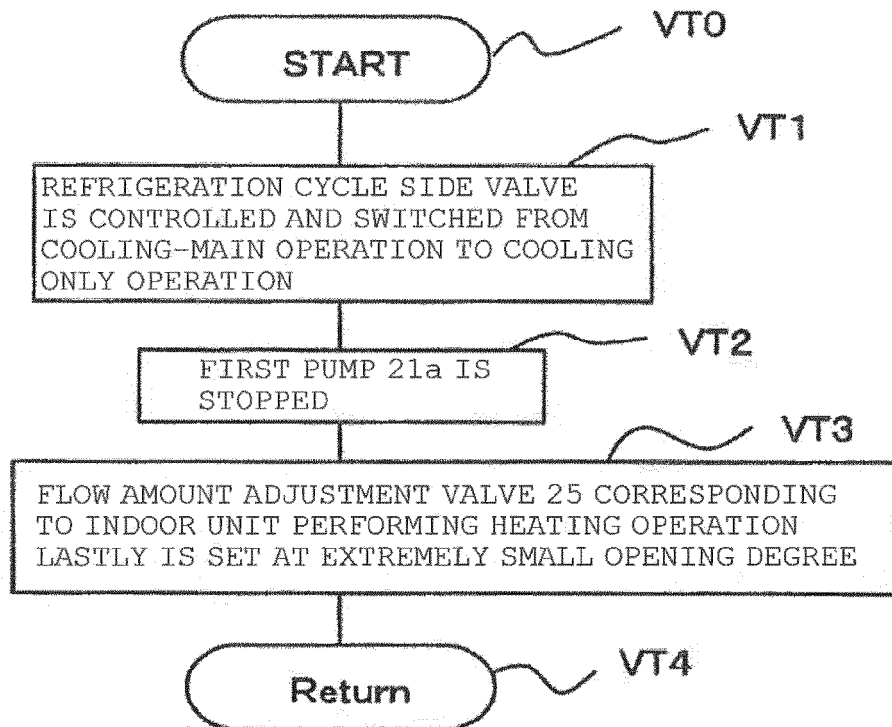 START
VT0
VT1
REFRIGERATION CYCLE SIDE VALVE
IS CONTROLLED AND SWITCHED FROM
COOLING-MAIN OPERATION TO COOLING
ONLY OPERATION
VT2
FIRST PUMP 21a IS
STOPPED
VT3
FLOW AMOUNT ADJUSTMENT VALVE 25 CORRESPONDING
TO INDOOR UNIT PERFORMING HEATING OPERATION
LASTLY IS SET AT EXTREMELY SMALL OPENING DEGREE
Return
VT4